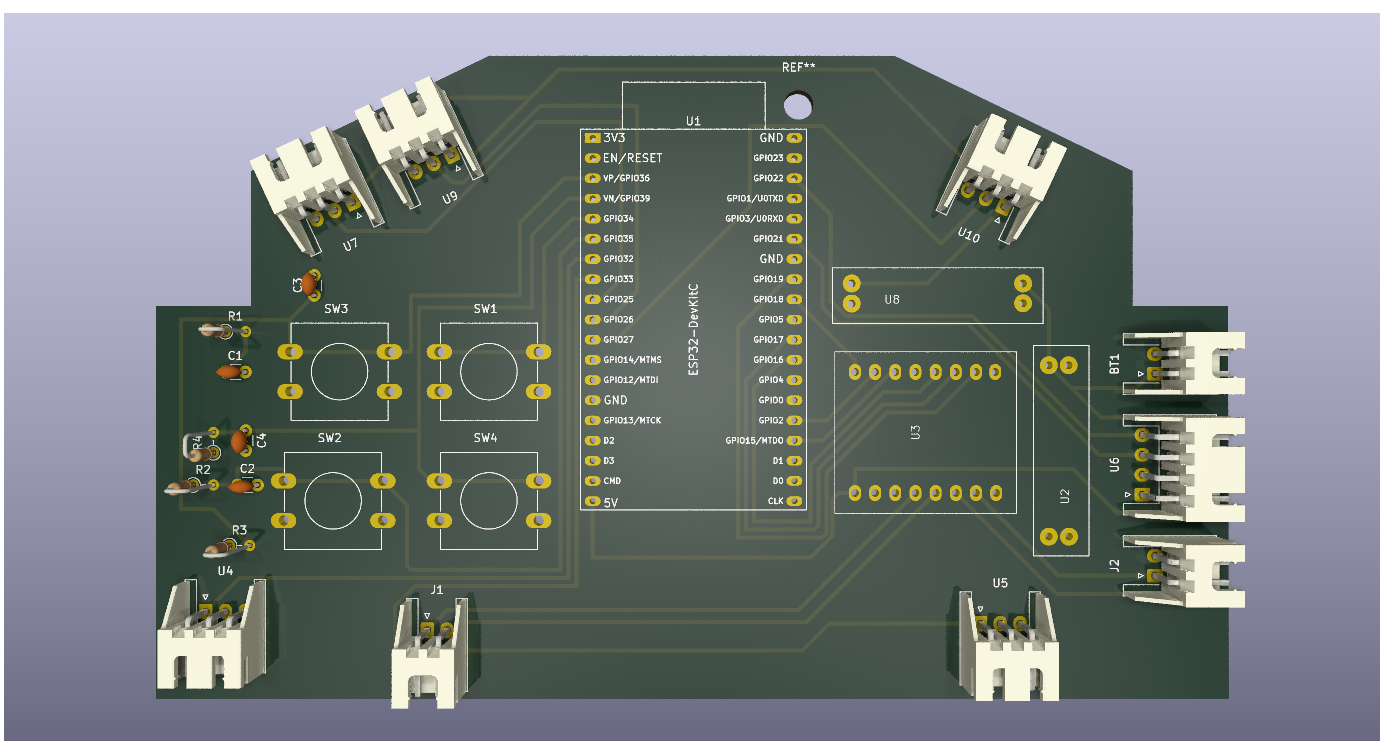 REF**
U1
3V3
GND
EN/RESET
GPIO23
VP/GPIO36
GPIO22
VN/GPIO39
GPIO1/U0TXD
GPIO34
GPIO3/U0RXD
GPIO35
GPIO21
GPIO32
GND
GPIO33
GPIO19
GPIO25
GPIO18
GPIO26
GPIO5
GPIO27
GPIO17
GPIO14/MTMS
GPIO16
GPIO12/MTDI
GPIO4
GND
GPIO0
GPIO13/MTCK
GPIO2
D2
GPIO15/MTDO
D3
D1
CMD
D0
5V
CLK
ESP32-DevKitC
U9
U7
U10
C3
U8
R1
SW3
SW1
C1
BT1
R4
C4
SW2
SW4
U3
R2
C2
U6
U2
R3
U4
J1
U5
J2